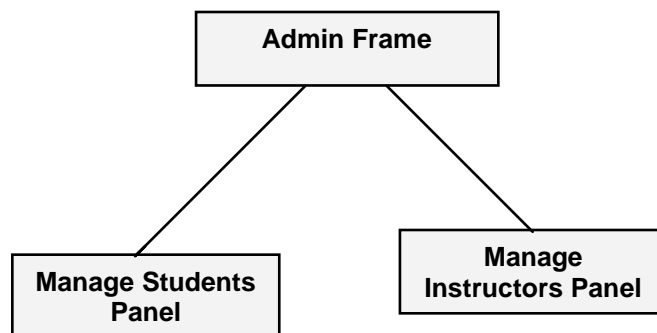 Admin Frame
Manage Students
Panel
Manage
Instructors Panel